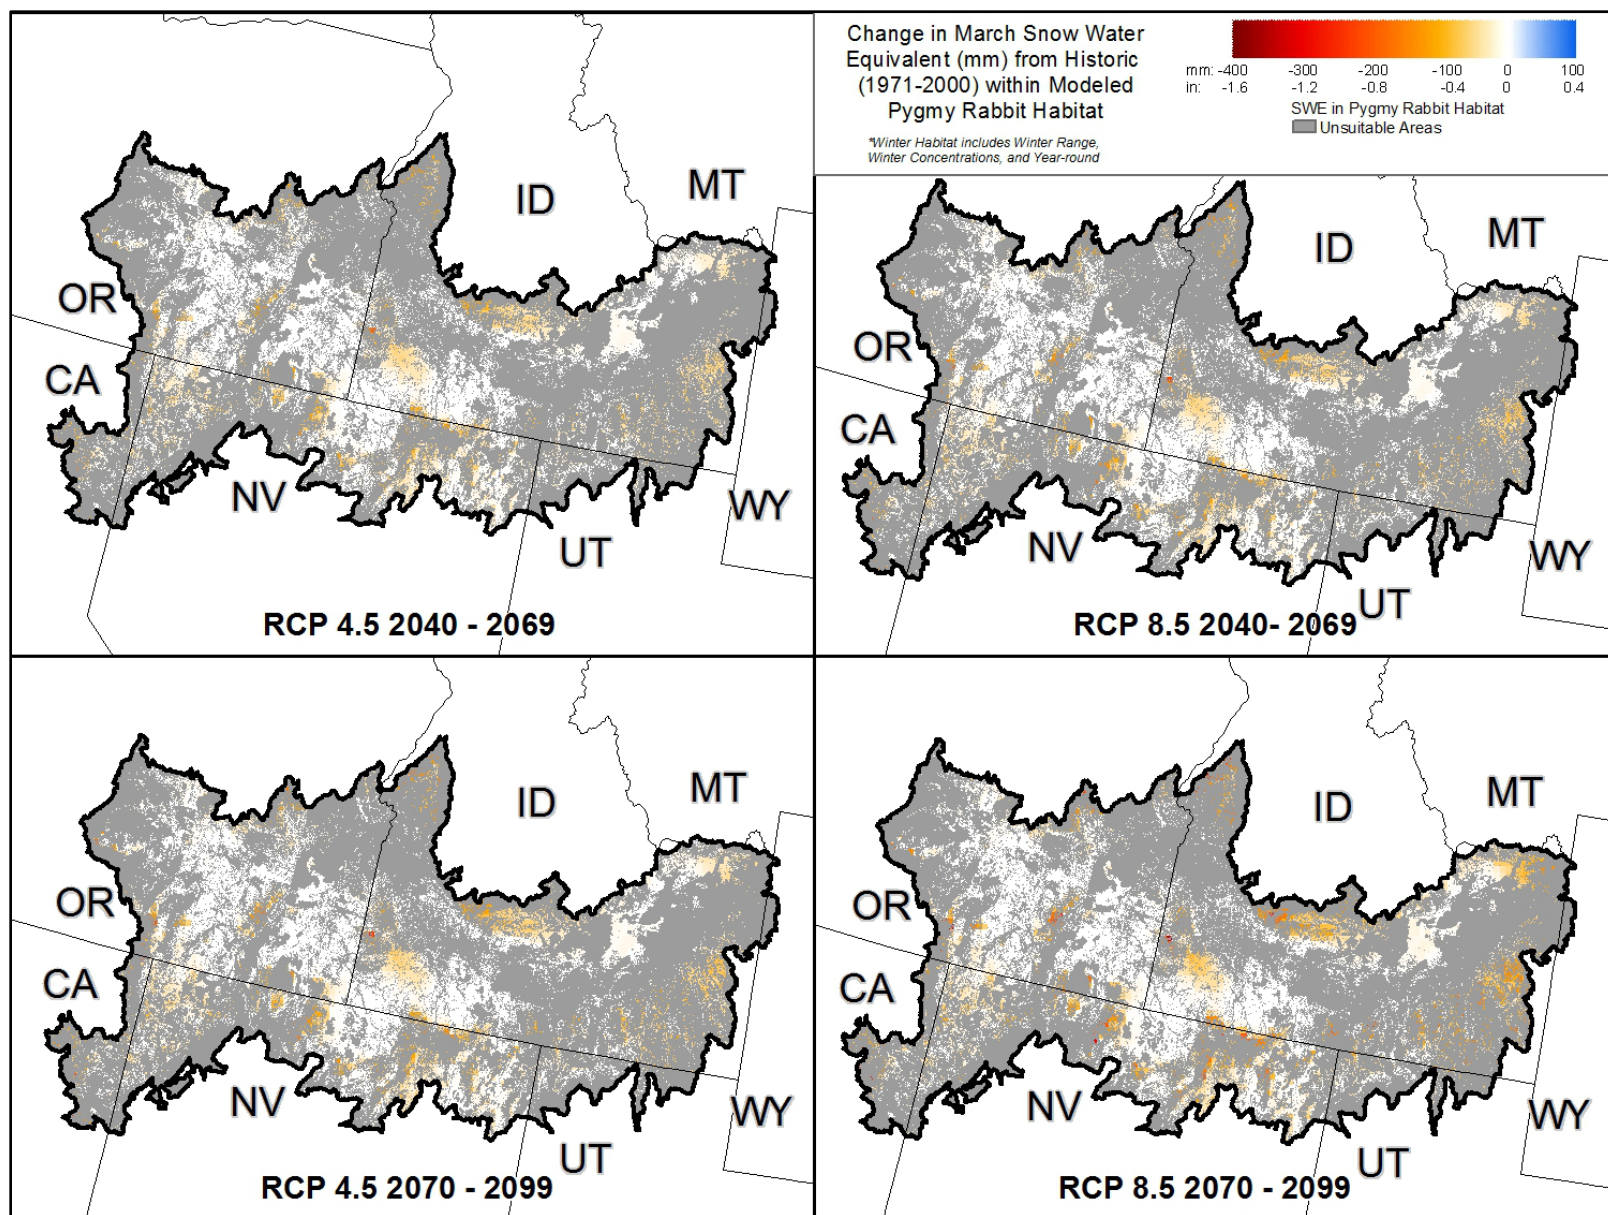 Change in March Snow Water
Equivalent (mm) from Historic
(1971-2000) within Modeled
Pygmy Rabbit Habitat
*Winter Habitat includes Winter Range,
Winter Concentrations, and Year-round
mm: -400 -300 -200 -100 0 100
in: -1.6 -1.2 -0.8 -0.4 0 0.4
SWE in Pygmy Rabbit Habitat
Unsuitable Areas
ID
MT
OR
CA
NV
WY
UT
RCP 4.5 2040 - 2069
ID
MT
OR
CA
NV
WY
UT
RCP 8.5 2040- 2069
ID
MT
OR
CA
NV
WY
UT
RCP 4.5 2070 - 2099
ID
MT
OR
CA
NV
WY
UT
RCP 8.5 2070 - 2099